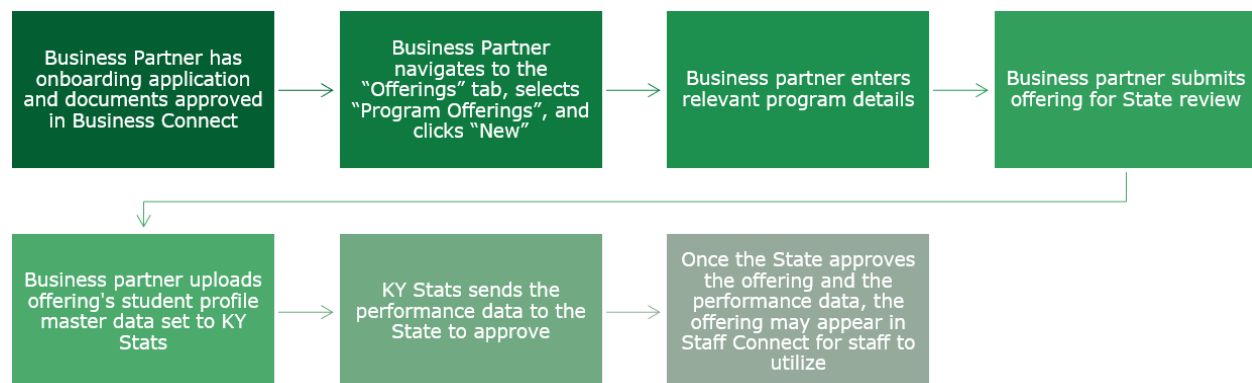 Business Partner has
onboarding application
and documents approved
in Business Connect
Business Partner
navigates to the
“Offerings” tab, selects
“Program Offerings”, and
clicks “New”
Business partner enters
relevant program details
Business partner submits
offering for State review
Business partner uploads
offering's student profile
master data set to KY
Stats
KY Stats sends the
performance data to the
State to approve
Once the State approves
the offering and the
performance data, the
offering may appear in
Staff Connect for staff to
utilize